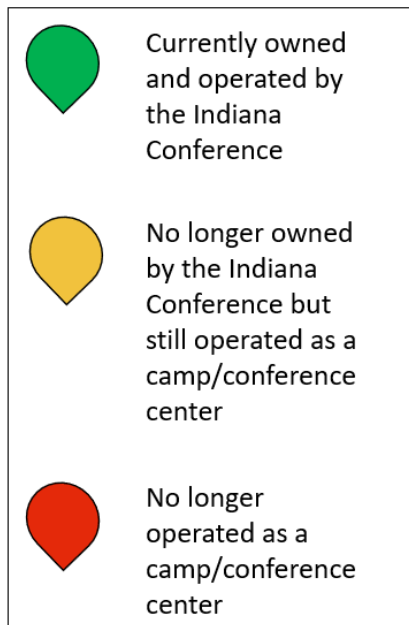 Currently owned
and operated by
the Indiana
Conference
No longer owned
by the Indiana
Conference but
still operated as a
camp/conference
center
No longer
operated as a
camp/conference
center